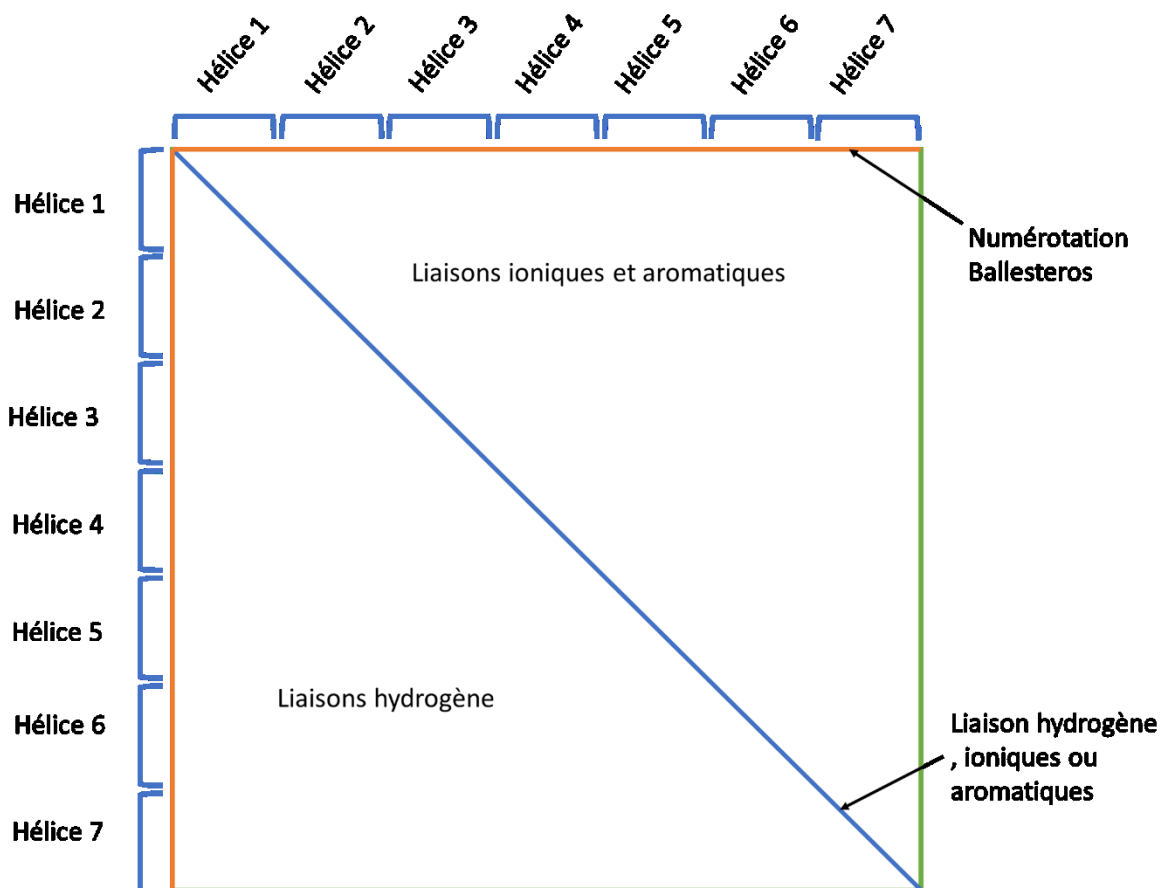 Hélice 1
Hélice 2
Hélice 3
Hélice 4
Hélice 5
Hélice 6
Hélice 7
Hélice 1
Numérotation
Ballesteros
Liaisons ioniques et aromatiques
Hélice 2
Hélice 3
Hélice 4
Hélice 5
Liaisons hydrogène
Hélice 6
Liaison hydrogène
, ioniques ou
aromatiques
Hélice 7